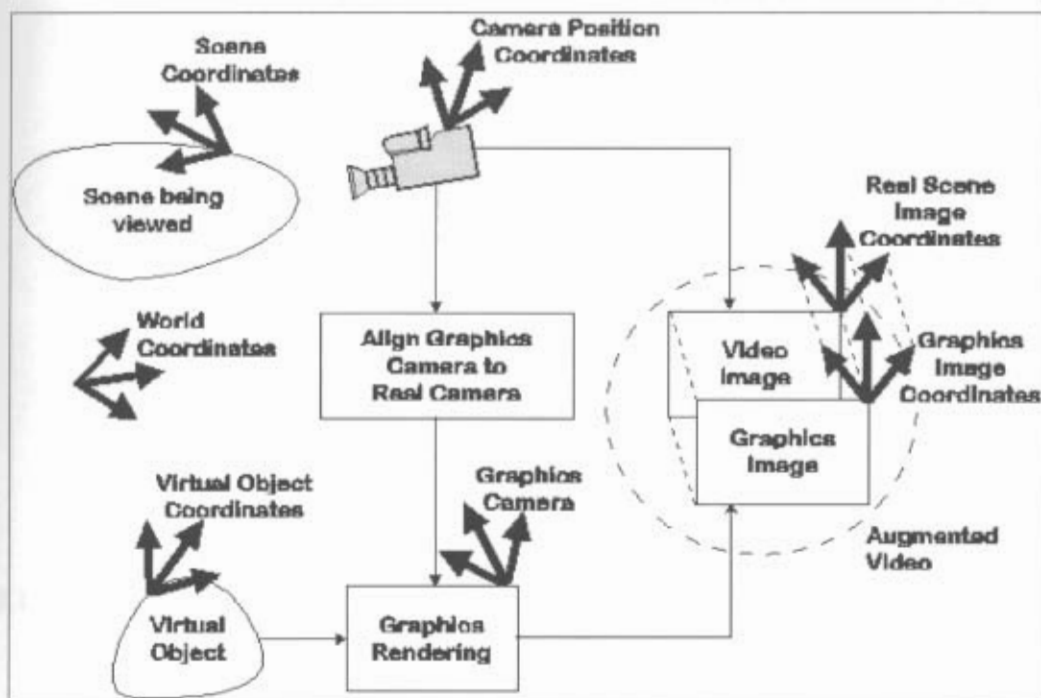 Scene
Coordinates
Camera Position
Coordinates
Scene being
viewed
Real Scene
Image
Coordinates
World
Coordinates
Align Graphics
Camera to
Real Camera
Video
Image
Graphics
Image
Coordinates
Graphics
Image
Virtual Object
Coordinates
Graphics
Camera
Augmented
Video
Virtual
Object
Graphics
Rendering